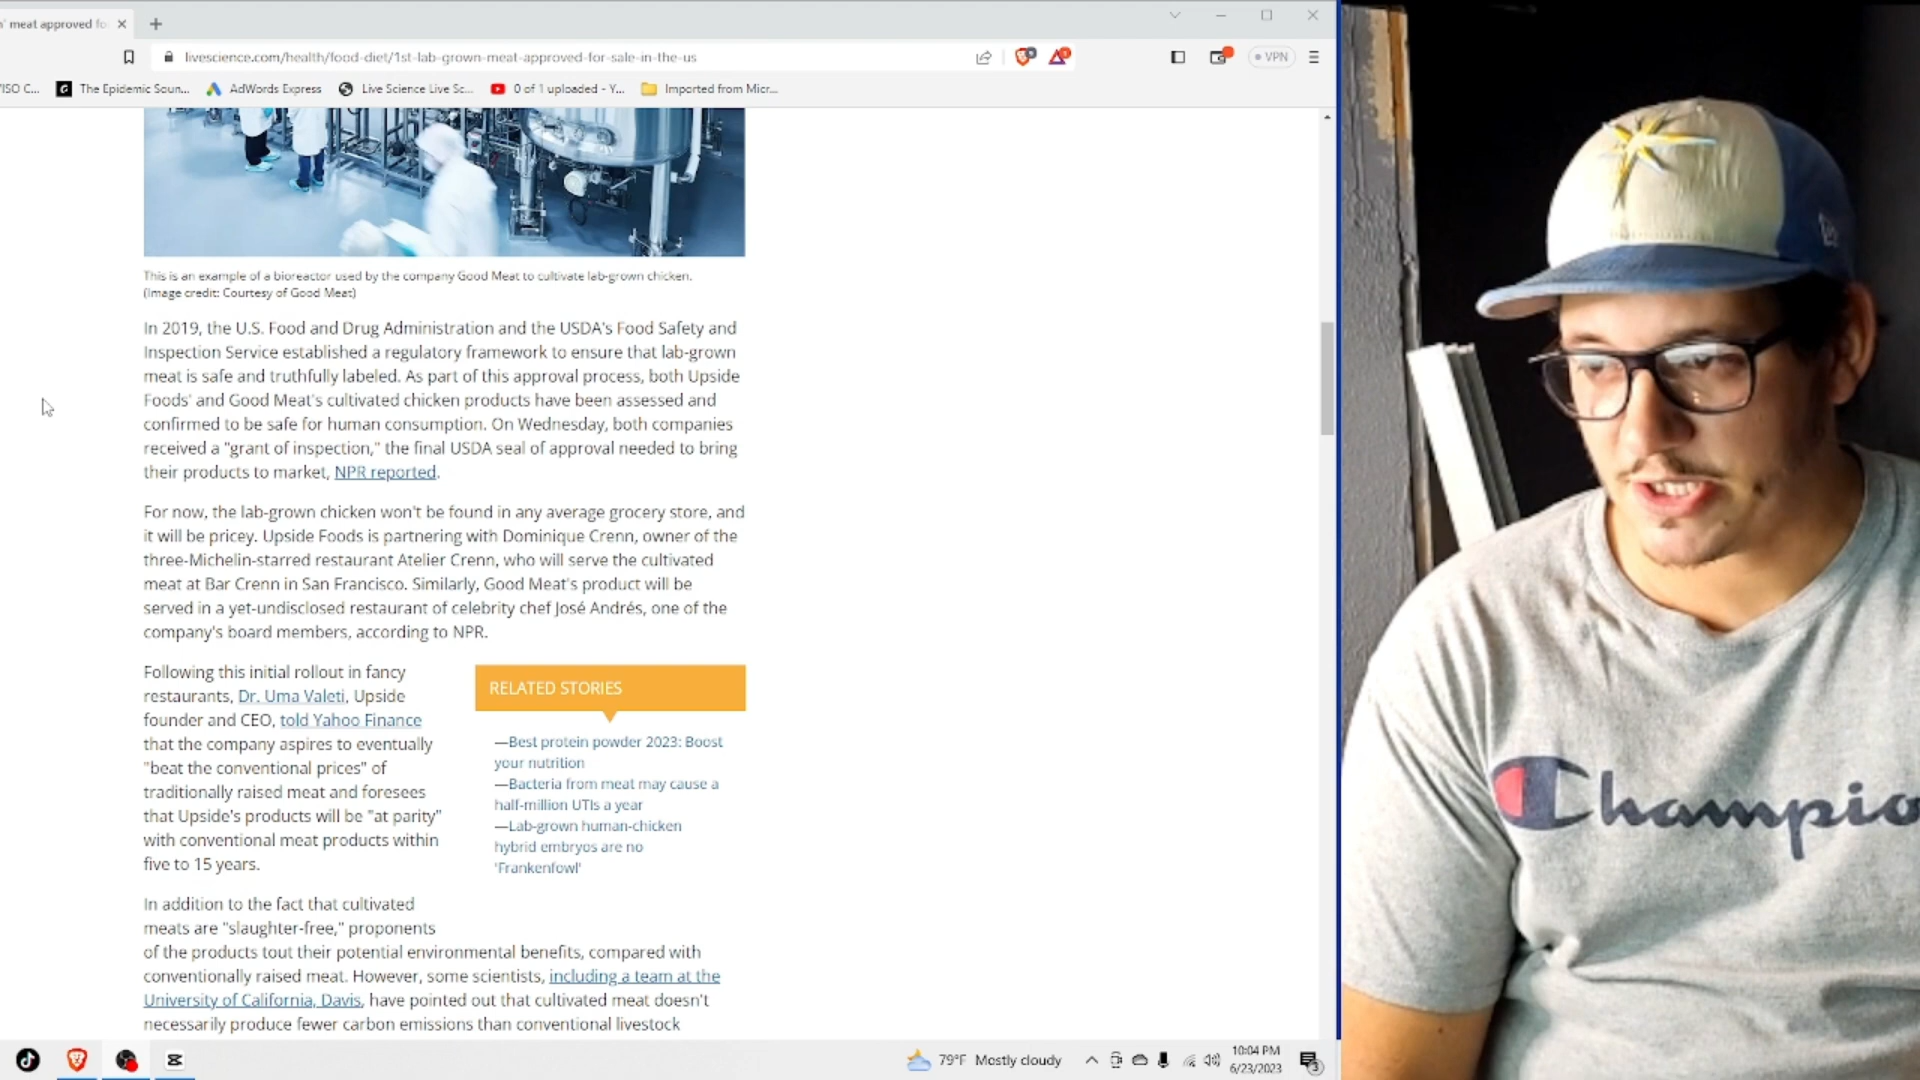 ' meat approved fo
livescience.com/health/food-diet/1st-lab-grown-meat-approved-for-sale-in-the-us
VPN
'ISO C...
The Epidemic Soun...
AdWords Express
Live Science Live Sc...
0 of 1 uploaded - Y...
Imported from Micr...
This is an example of a bioreactor used by the company Good Meat to cultivate lab-grown chicken.
(Image credit: Courtesy of Good Meat)
In 2019, the U.S. Food and Drug Administration and the USDA's Food Safety and
Inspection Service established a regulatory framework to ensure that lab-grown
meat is safe and truthfully labeled. As part of this approval process, both Upside
Foods' and Good Meat's cultivated chicken products have been assessed and
confirmed to be safe for human consumption. On Wednesday, both companies
received a "grant of inspection," the final USDA seal of approval needed to bring
their products to market, NPR reported.
For now, the lab-grown chicken won't be found in any average grocery store, and
it will be pricey. Upside Foods is partnering with Dominique Crenn, owner of the
three-Michelin-starred restaurant Atelier Crenn, who will serve the cultivated
meat at Bar Crenn in San Francisco. Similarly, Good Meat's product will be
served in a yet-undisclosed restaurant of celebrity chef José Andrés, one of the
company's board members, according to NPR.
Following this initial rollout in fancy
restaurants, Dr. Uma Valeti, Upside
founder and CEO, told Yahoo Finance
that the company aspires to eventually
"beat the conventional prices" of
traditionally raised meat and foresees
that Upside's products will be "at parity"
with conventional meat products within
five to 15 years.
RELATED STORIES
—Best protein powder 2023: Boost
your nutrition
—Bacteria from meat may cause a
half-million UTIs a year
—Lab-grown human-chicken
hybrid embryos are no
'Frankenfowl'
In addition to the fact that cultivated
meats are "slaughter-free," proponents
of the products tout their potential environmental benefits, compared with
conventionally raised meat. However, some scientists, including a team at the
University of California, Davis, have pointed out that cultivated meat doesn't
necessarily produce fewer carbon emissions than conventional livestock
79°F Mostly cloudy
10:04 PM
6/23/2023
3
Champio